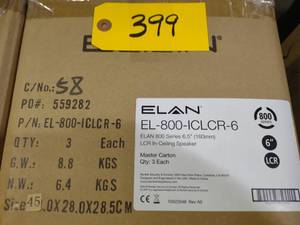 399
C/No.: 58
PO#: 559282
P/N: EL-800-ICLCR-6
QTY: 3 Each
G.W.: 8.8 KGS
N.W.: 6.4 KGS
Size 45.0X28.0X28.5CM
ELAN
EL-800-ICLCR-6
ELAN 800 Series 6.5" (160mm)
LCR In-Ceiling Speaker
Master Carton
Qty: 3 Each
800
SERIES
6"
LCR